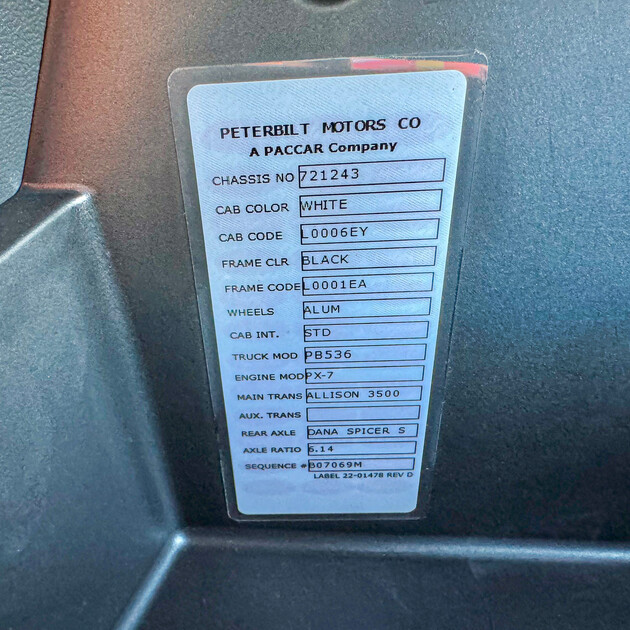 PETERBILT MOTORS CO
A PACCAR Company
CHASSIS NO 721243
CAB COLOR WHITE
CAB CODE L0006EY
FRAME CLR BLACK
FRAME CODE L0001EA
WHEELS ALUM
CAB INT. STD
TRUCK MOD PB536
ENGINE MOD PX-7
MAIN TRANS ALLISON 3500
AUX. TRANS
REAR AXLE DANA SPICER S
AXLE RATIO 6.14
SEQUENCE # B07069M
LABEL 22-01478 REV D